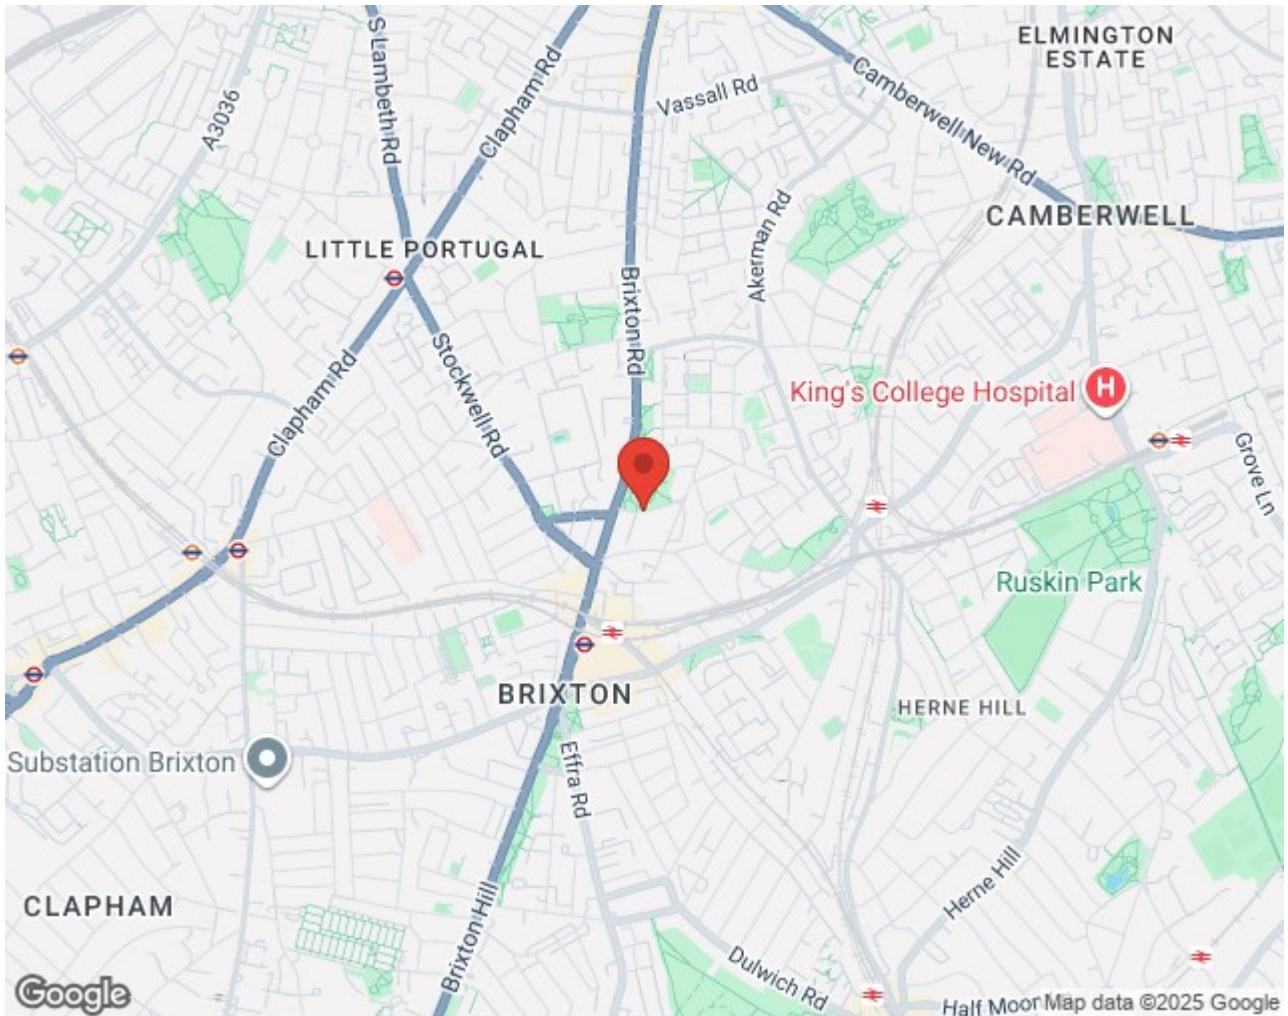 ELMINGTON
ESTATE
S Lambeth Rd
Clapham Rd
A3036
Vassall Rd
Camberwell New Rd
CAMBERWELL
LITTLE PORTUGAL
Akerman Rd
Brixton Rd
Stockwell Rd
Clapham Rd
King's College Hospital
H
Grove Ln
Ruskin Park
BRIXTON
HERNE HILL
Substation Brixton
Effra Rd
CLAPHAM
Brixton Hill
Herne Hill
Dulwich Rd
Half Moon
Google
Map data ©2025 Google